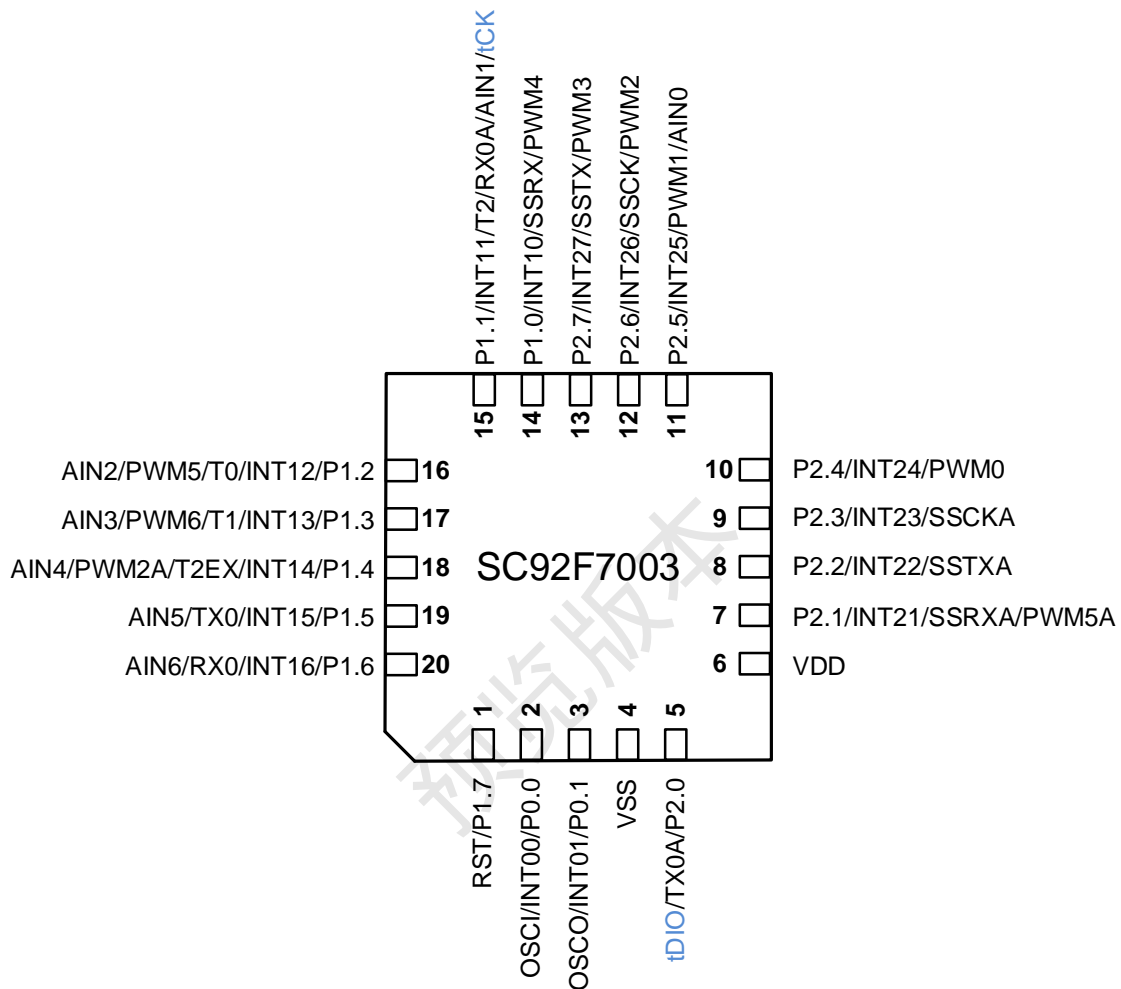 P1.1/INT11/T2/RX0A/AIN1/tCK
P1.0/INT10/SSRX/PWM4
P2.7/INT27/SSTX/PWM3
P2.6/INT26/SSCK/PWM2
P2.5/INT25/PWM1/AIN0
15
14
13
12
11
AIN2/PWM5/T0/INT12/P1.2
16
10
P2.4/INT24/PWM0
AIN3/PWM6/T1/INT13/P1.3
17
9
P2.3/INT23/SSCKA
AIN4/PWM2A/T2EX/INT14/P1.4
18
SC92F7003
8
P2.2/INT22/SSTXA
AIN5/TX0/INT15/P1.5
19
7
P2.1/INT21/SSRXA/PWM5A
AIN6/RX0/INT16/P1.6
20
6
VDD
预览版本
1
2
3
4
5
RST/P1.7
OSCI/INT00/P0.0
OSCO/INT01/P0.1
VSS
tDIO/TX0A/P2.0